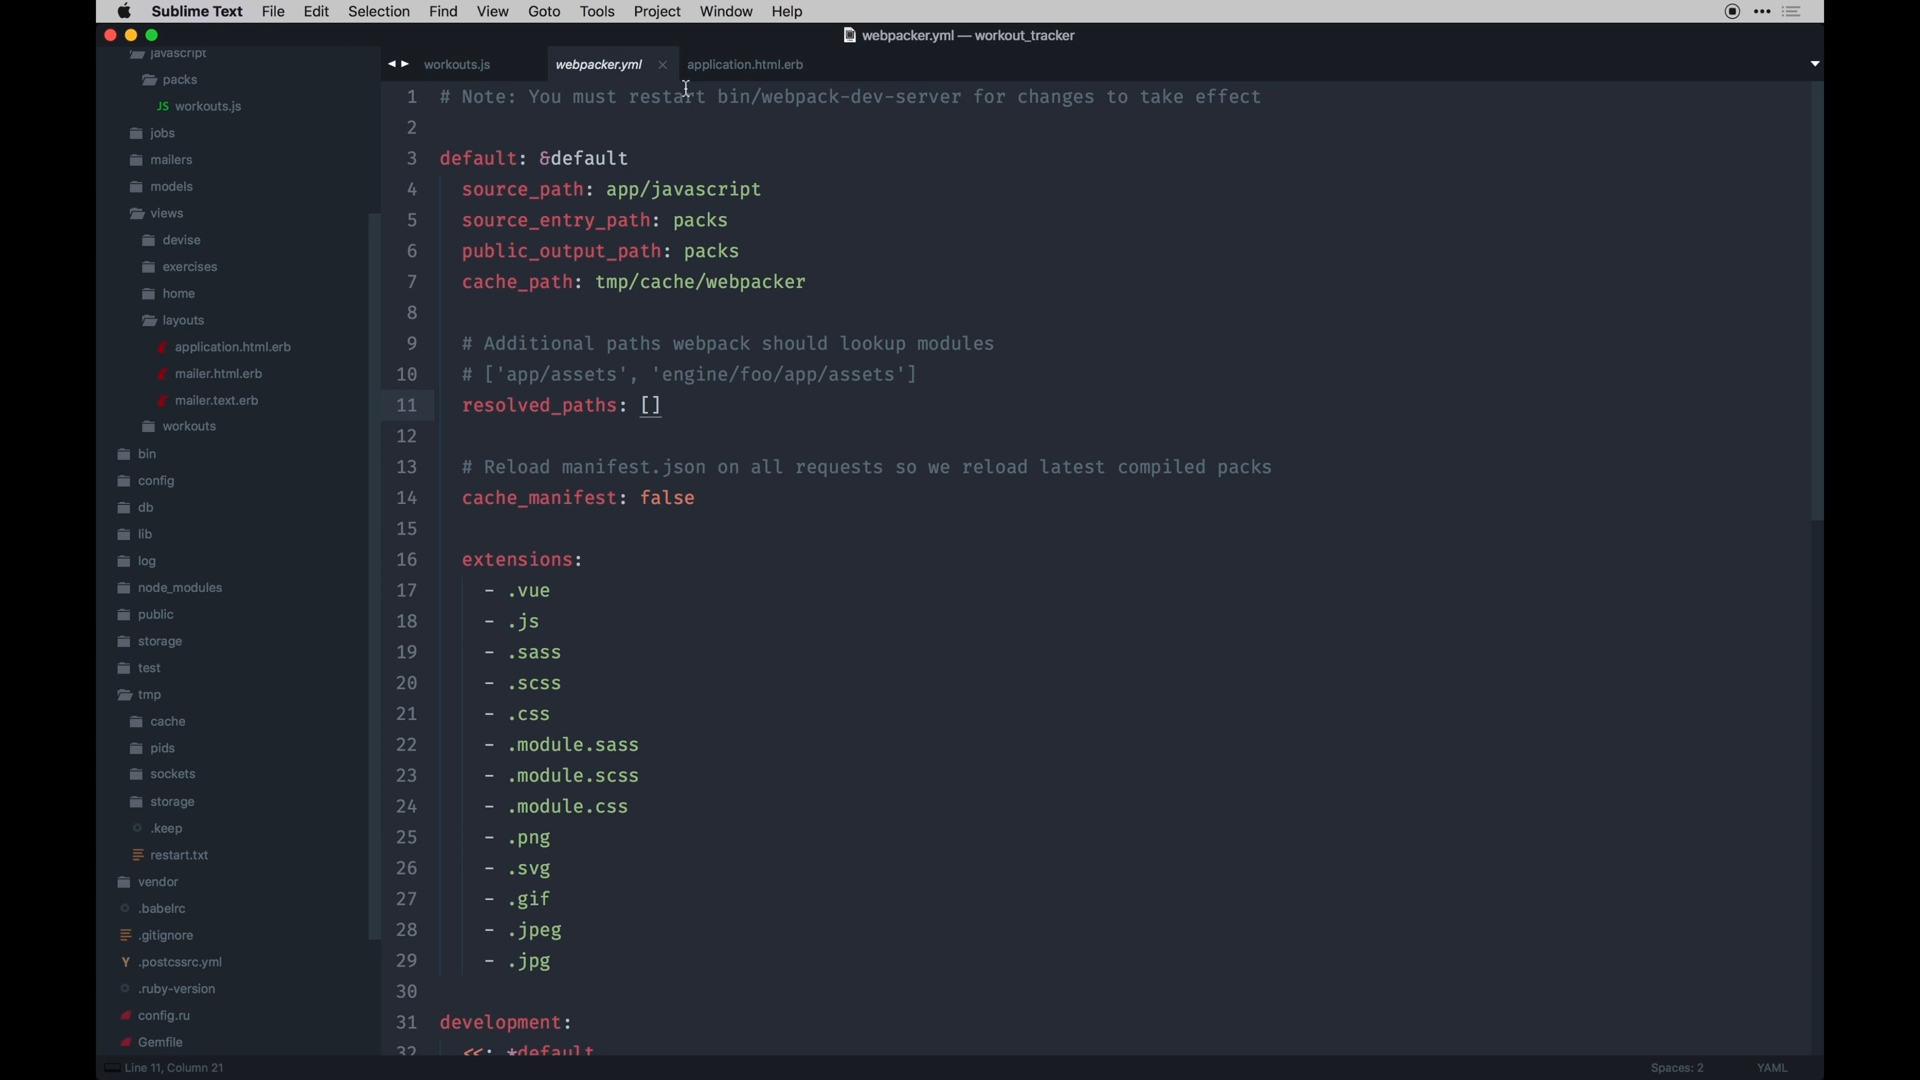 Sublime Text File Edit Selection Find View Goto Tools Project Window Help
webpacker.yml — workout_tracker
javascript
packs
JS workouts.js
jobs
mailers
models
views
devise
exercises
home
layouts
application.html.erb
mailer.html.erb
mailer.text.erb
workouts
bin
config
db
lib
log
node_modules
public
storage
test
tmp
cache
pids
sockets
storage
.keep
restart.txt
vendor
.babelrc
.gitignore
Y .postcssrc.yml
.ruby-version
config.ru
Gemfile
workouts.js webpacker.yml application.html.erb
1 # Note: You must restart bin/webpack-dev-server for changes to take effect
2
3 default: &default
4 source_path: app/javascript
5 source_entry_path: packs
6 public_output_path: packs
7 cache_path: tmp/cache/webpacker
8
9 # Additional paths webpack should lookup modules
10 # ['app/assets', 'engine/foo/app/assets']
11 resolved_paths: []
12
13 # Reload manifest.json on all requests so we reload latest compiled packs
14 cache_manifest: false
15
16 extensions:
17 - .vue
18 - .js
19 - .sass
20 - .scss
21 - .css
22 - .module.sass
23 - .module.scss
24 - .module.css
25 - .png
26 - .svg
27 - .gif
28 - .jpeg
29 - .jpg
30
31 development:
32 <<: *default
Line 11, Column 21 Spaces: 2 YAML